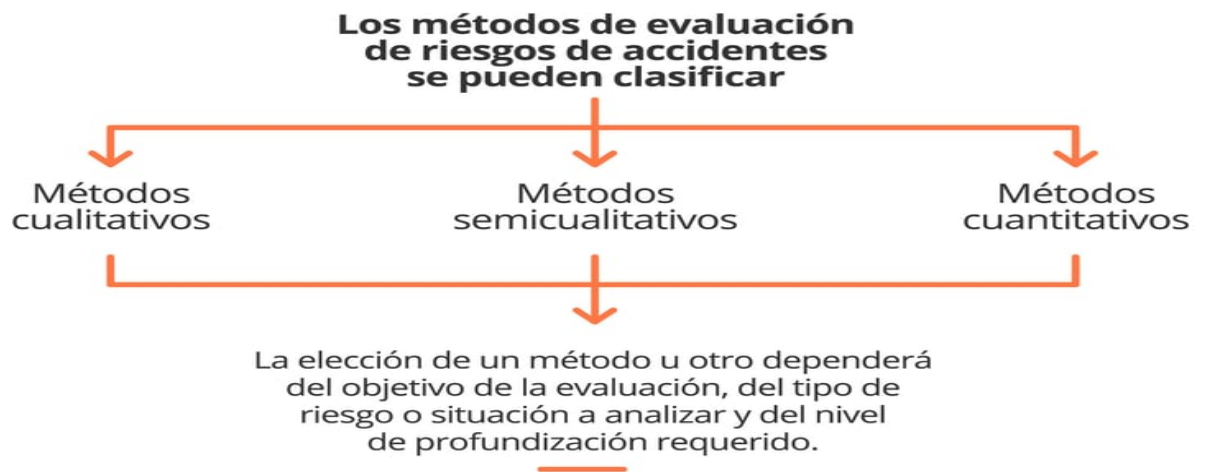 Los métodos de evaluación
de riesgos de accidentes
se pueden clasificar
Métodos
cualitativos
Métodos
semicualitativos
Métodos
cuantitativos
La elección de un método u otro dependerá
del objetivo de la evaluación, del tipo de
riesgo o situación a analizar y del nivel
de profundización requerido.